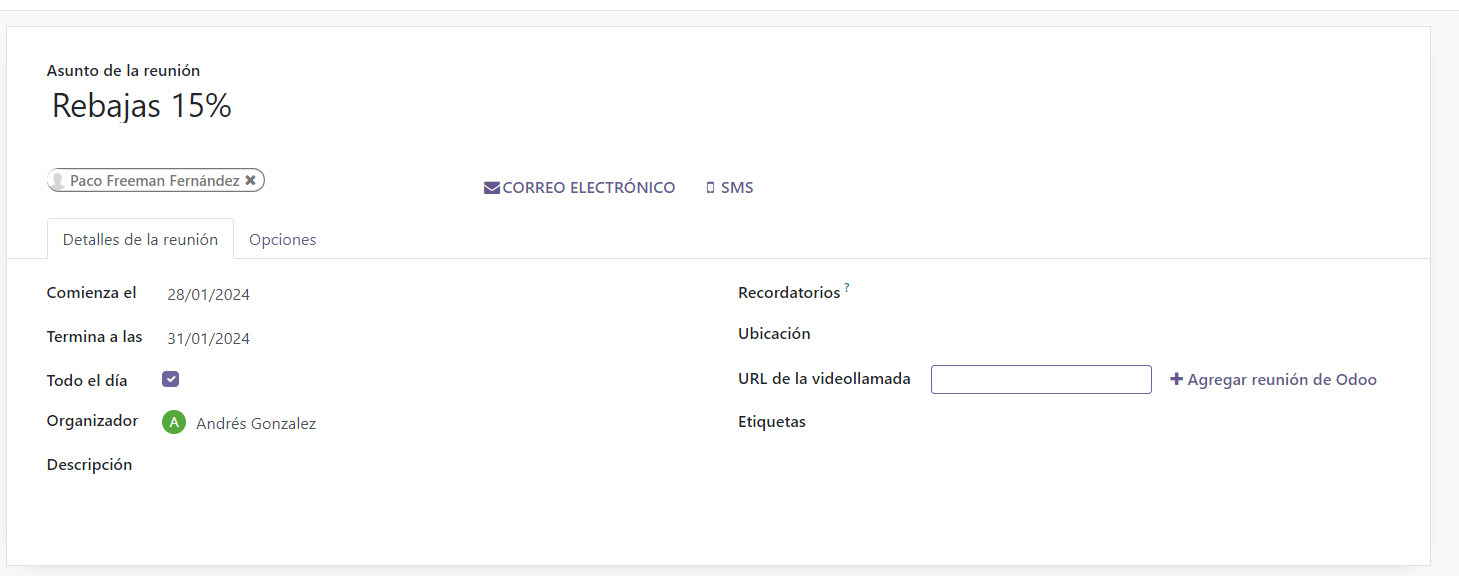 Asunto de la reunión
Rebajas 15%
Paco Freeman Fernández ✖
CORREO ELECTRÓNICO SMS
Detalles de la reunión Opciones
Comienza el 28/01/2024
Termina a las 31/01/2024
Todo el día
Organizador A Andrés Gonzalez
Descripción
Recordatorios ?
Ubicación
URL de la videollamada + Agregar reunión de Odoo
Etiquetas